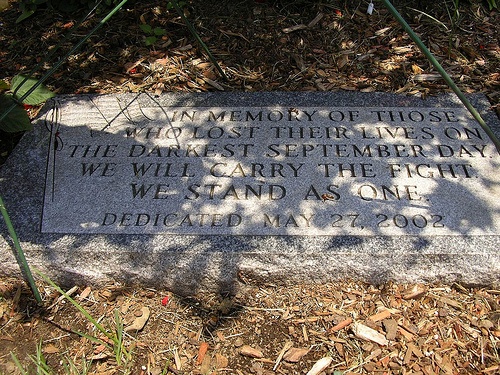 IN MEMORY OF THOSE
WHO LOST THEIR LIVES ON
THE DARKEST SEPTEMBER DAY.
WE WILL CARRY THE FIGHT
WE STAND AS ONE.
DEDICATED MAY 27, 2002